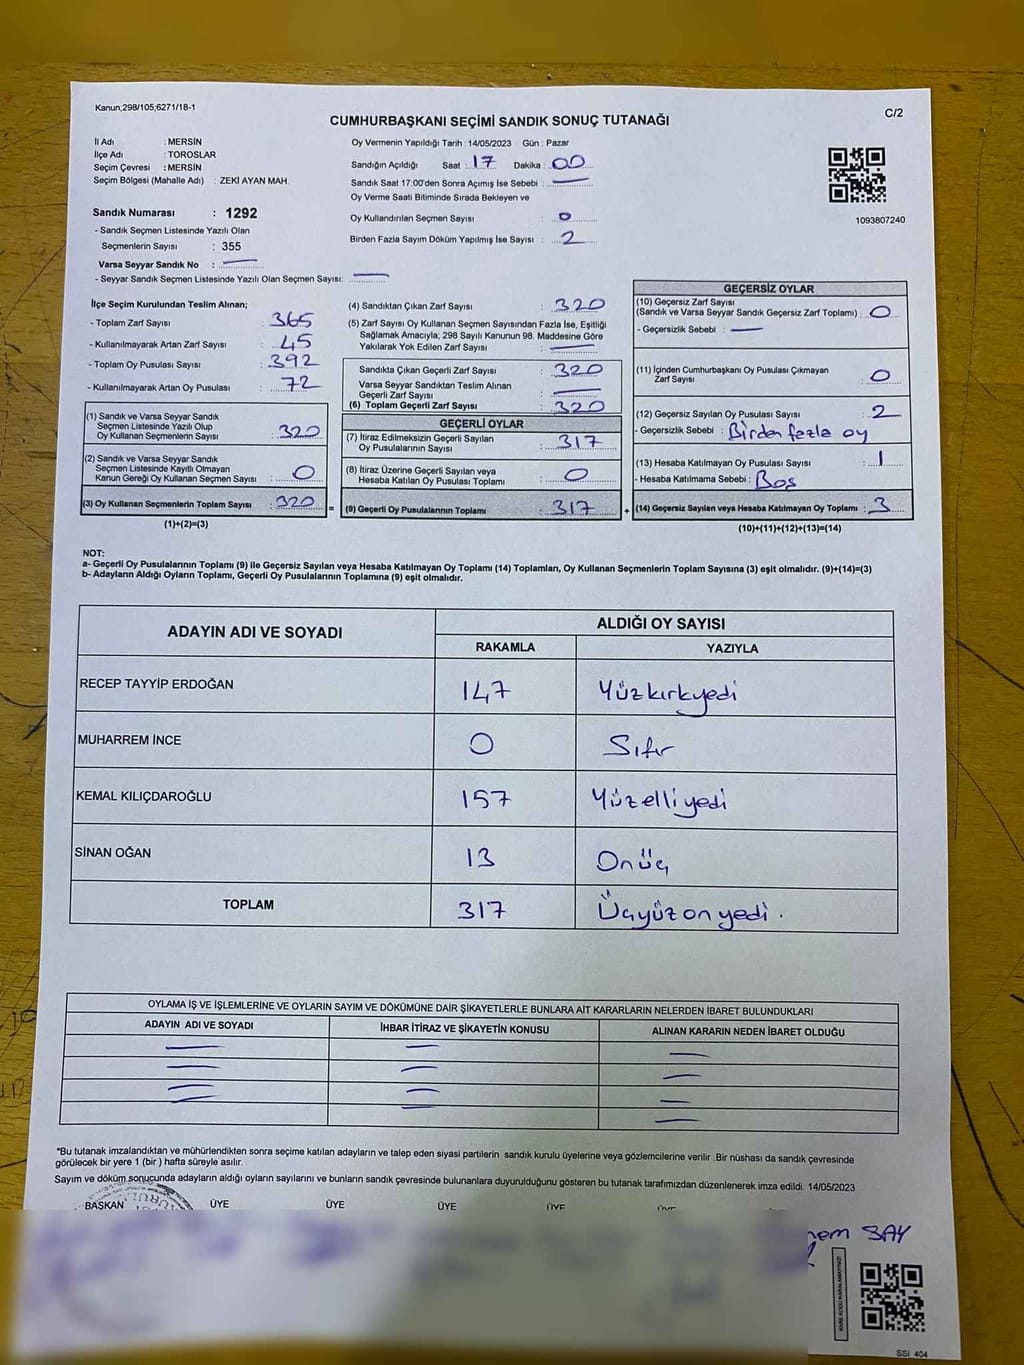 Kanun;298/105;6271/18-1
C/2
CUMHURBAŞKANI SEÇİMİ SANDIK SONUÇ TUTANAĞI
İl Adı : MERSİN
İlçe Adı : TOROSLAR
Seçim Çevresi : MERSİN
Seçim Bölgesi (Mahalle Adı) : ZEKİ AYAN MAH.
Sandık Numarası : 1292
- Sandık Seçmen Listesinde Yazılı Olan
Seçmenlerin Sayısı : 355
Varsa Seyyar Sandık No : —
- Seyyar Sandık Seçmen Listesinde Yazılı Olan Seçmen Sayısı: —
Oy Vermenin Yapıldığı Tarih : 14/05/2023 Gün : Pazar
Sandığın Açıldığı Saat : 17 Dakika : 00
Sandık Saat 17:00'den Sonra Açımış İse Sebebi : —
Oy Verme Saati Bitiminde Sırada Bekleyen ve
Oy Kullandırılan Seçmen Sayısı : 0
Birden Fazla Sayım Döküm Yapılmış İse Sayısı : 2
1093807240
İlçe Seçim Kurulundan Teslim Alınan;
- Toplam Zarf Sayısı : 365
- Kullanılmayarak Artan Zarf Sayısı : 45
- Toplam Oy Pusulası Sayısı : 392
- Kullanılmayarak Artan Oy Pusulası : 72
(1) Sandık ve Varsa Seyyar Sandık
Seçmen Listesinde Yazılı Olup
Oy Kullanan Seçmenlerin Sayısı : 320
(2) Sandık ve Varsa Seyyar Sandık
Seçmen Listesinde Kayıtlı Olmayan
Kanun Gereği Oy Kullanan Seçmen Sayısı : 0
(3) Oy Kullanan Seçmenlerin Toplam Sayısı : 320 =
(1)+(2)=(3)
(4) Sandıktan Çıkan Zarf Sayısı : 320
(5) Zarf Sayısı Oy Kullanan Seçmen Sayısından Fazla İse, Eşitliği
Sağlamak Amacıyla, 298 Sayılı Kanunun 98. Maddesine Göre
Yakılarak Yok Edilen Zarf Sayısı : —
Sandıkta Çıkan Geçerli Zarf Sayısı : 320
Varsa Seyyar Sandıktan Teslim Alınan
Geçerli Zarf Sayısı : —
(6) Toplam Geçerli Zarf Sayısı : 320
GEÇERLİ OYLAR
(7) İtiraz Edilmeksizin Geçerli Sayılan
Oy Pusulalarının Sayısı : 317
(8) İtiraz Üzerine Geçerli Sayılan veya
Hesaba Katılan Oy Pusulası Toplamı : 0
(9) Geçerli Oy Pusulalarının Toplamı : 317 +
GEÇERSİZ OYLAR
(10) Geçersiz Zarf Sayısı
(Sandık ve Varsa Seyyar Sandık Geçersiz Zarf Toplamı) : 0
- Geçersizlik Sebebi : —
(11) İçinden Cumhurbaşkanı Oy Pusulası Çıkmayan
Zarf Sayısı : 0
(12) Geçersiz Sayılan Oy Pusulası Sayısı : 2
- Geçersizlik Sebebi : Birden fazla oy
(13) Hesaba Katılmayan Oy Pusulası Sayısı : 1
- Hesaba Katılmama Sebebi : Boş
(14) Geçersiz Sayılan veya Hesaba Katılmayan Oy Toplamı : 3
(10)+(11)+(12)+(13)=(14)
NOT:
a- Geçerli Oy Pusulalarının Toplamı (9) ile Geçersiz Sayılan veya Hesaba Katılmayan Oy Toplamı (14) Toplamları, Oy Kullanan Seçmenlerin Toplam Sayısına (3) eşit olmalıdır. (9)+(14)=(3)
b- Adayların Aldığı Oyların Toplamı, Geçerli Oy Pusulalarının Toplamına (9) eşit olmalıdır.
ADAYIN ADI VE SOYADI
ALDIĞI OY SAYISI
RAKAMLA YAZIYLA
RECEP TAYYİP ERDOĞAN 147 Yüzkırkyedi
MUHARREM İNCE 0 Sıfır
KEMAL KILIÇDAROĞLU 157 Yüzelliyedi
SİNAN OĞAN 13 Onüç
TOPLAM 317 Üçyüzonyedi.
OYLAMA İŞ VE İŞLEMLERİNE VE OYLARIN SAYIM VE DÖKÜMÜNE DAİR ŞİKAYETLERLE BUNLARA AİT KARARLARIN NELERDEN İBARET BULUNDUKLARI
ADAYIN ADI VE SOYADI İHBAR İTİRAZ VE ŞİKAYETİN KONUSU ALINAN KARARIN NEDEN İBARET OLDUĞU
*Bu tutanak imzalandıktan ve mühürlendikten sonra seçime katılan adayların ve talep eden siyasi partilerin sandık kurulu üyelerine veya gözlemcilerine verilir .Bir nüshası da sandık çevresinde
görülecek bir yere 1 (bir ) hafta süreyle asılır.
Sayım ve döküm sonucunda adayların aldığı oyların sayılarını ve bunların sandık çevresinde bulunanlara duyurulduğunu gösteren bu tutanak tarafımızdan düzenlenerek imza edildi. 14/05/2023
BAŞKAN ÜYE ÜYE ÜYE ÜYE ÜYE
SAY
SSI 404